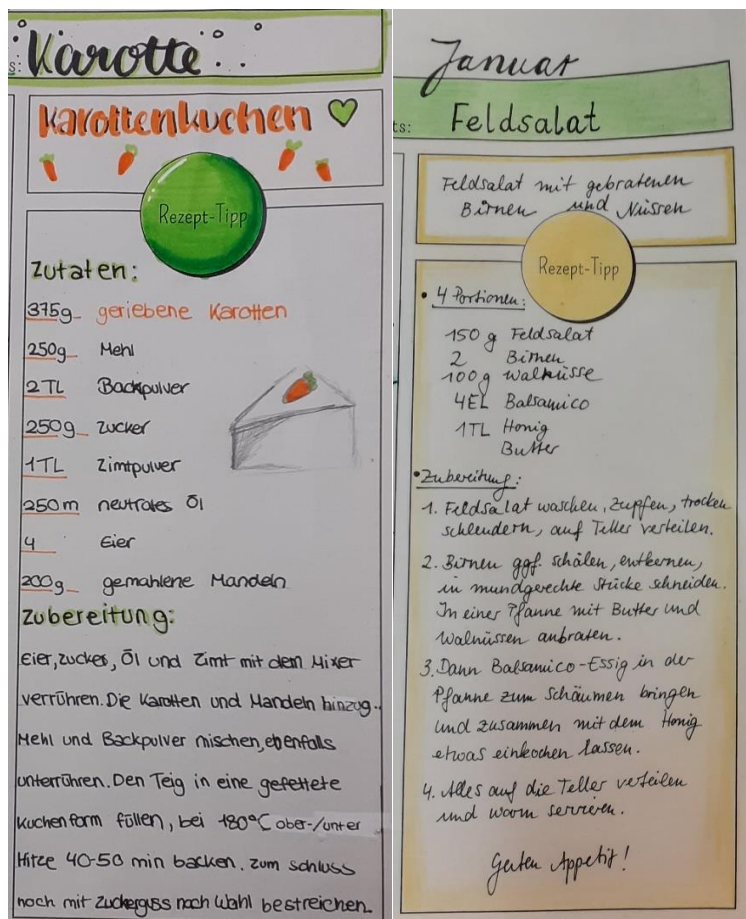 s: Karotte
Karottenkuchen
Rezept-Tipp
Zutaten:
375g geriebene Karotten
250g Mehl
2TL Backpulver
250g Zucker
1TL Zimtpulver
250m neutrales Öl
4 Eier
200g gemahlene Mandeln
Zubereitung:
Eier, Zucker, Öl und Zimt mit dem Mixer
verrühren. Die Karotten und Mandeln hinzug.
Mehl und Backpulver mischen, ebenfalls
unterrühren. Den Teig in eine gefettete
Kuchenform füllen, bei 180°C ober-/unter
Hitze 40-50 min backen. Zum schluss
noch mit Zuckerguss nach Wahl bestreichen.
Januar
ts: Feldsalat
Feldsalat mit gebratenen
Birnen und Nüssen
Rezept-Tipp
• 4 Portionen:
150 g Feldsalat
2 Birnen
100 g Walnüsse
4EL Balsamico
1TL Honig
Butter
• Zubereitung:
1. Feldsalat waschen, zupfen, trocken
schleudern, auf Teller verteilen.
2. Birnen ggf. schälen, entkernen,
in mundgerechte Stücke schneiden.
In einer Pfanne mit Butter und
Walnüssen anbraten.
3. Dann Balsamico-Essig in der
Pfanne zum Schäumen bringen
und zusammen mit dem Honig
etwas einkochen lassen.
4. Alles auf die Teller verteilen
und warm servieren.
Guten Appetit!